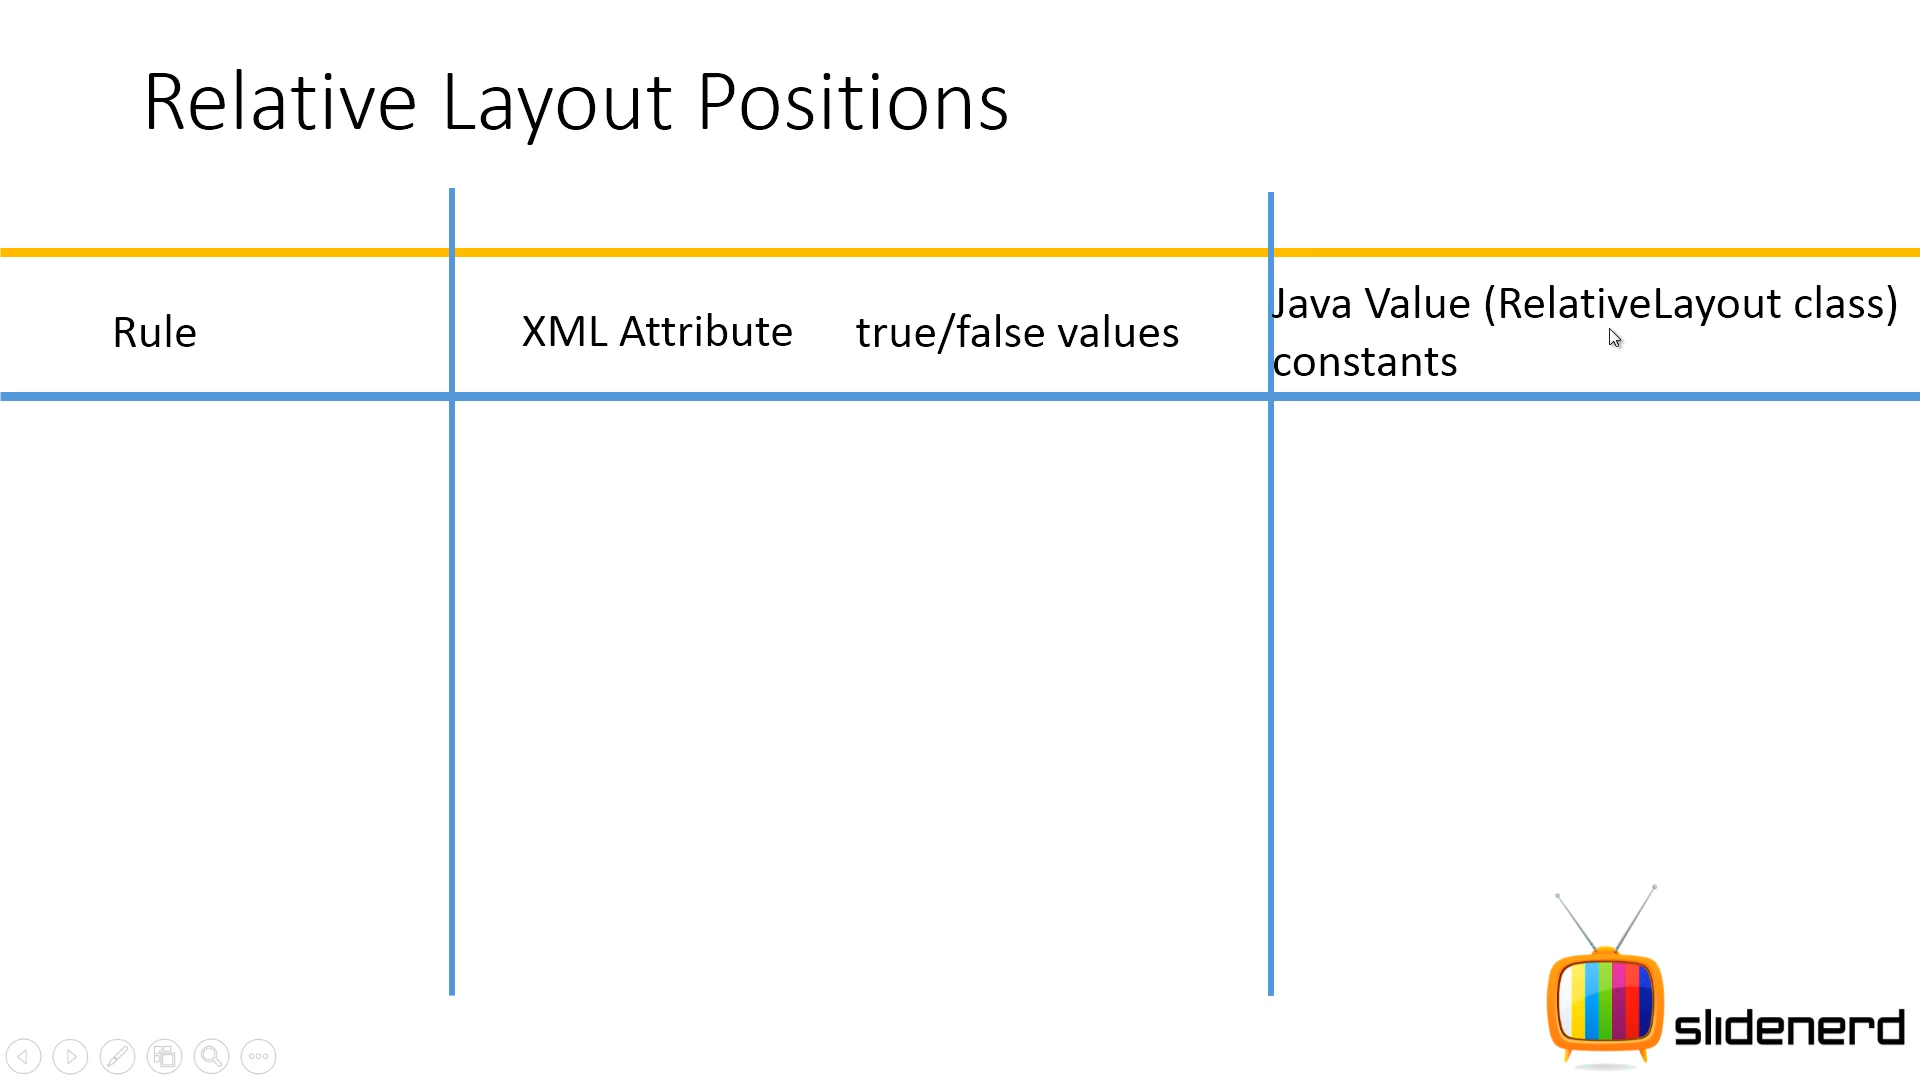 Relative Layout Positions
Rule
XML Attribute true/false values
Java Value (RelativeLayout class)
constants
slidenerd